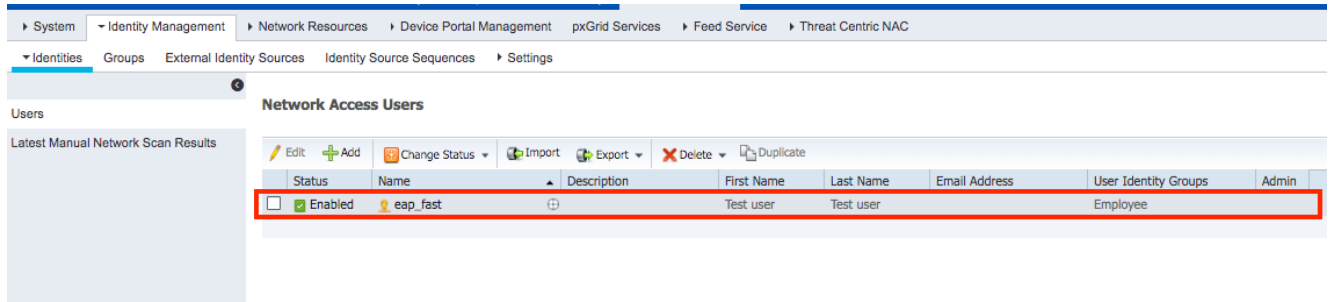 System Identity Management Network Resources Device Portal Management pxGrid Services Feed Service Threat Centric NAC
Identities Groups External Identity Sources Identity Source Sequences Settings
Users
Latest Manual Network Scan Results
Network Access Users
Edit Add Change Status Import Export Delete Duplicate
Status Name Description First Name Last Name Email Address User Identity Groups Admin
Enabled eap_fast Test user Test user Employee